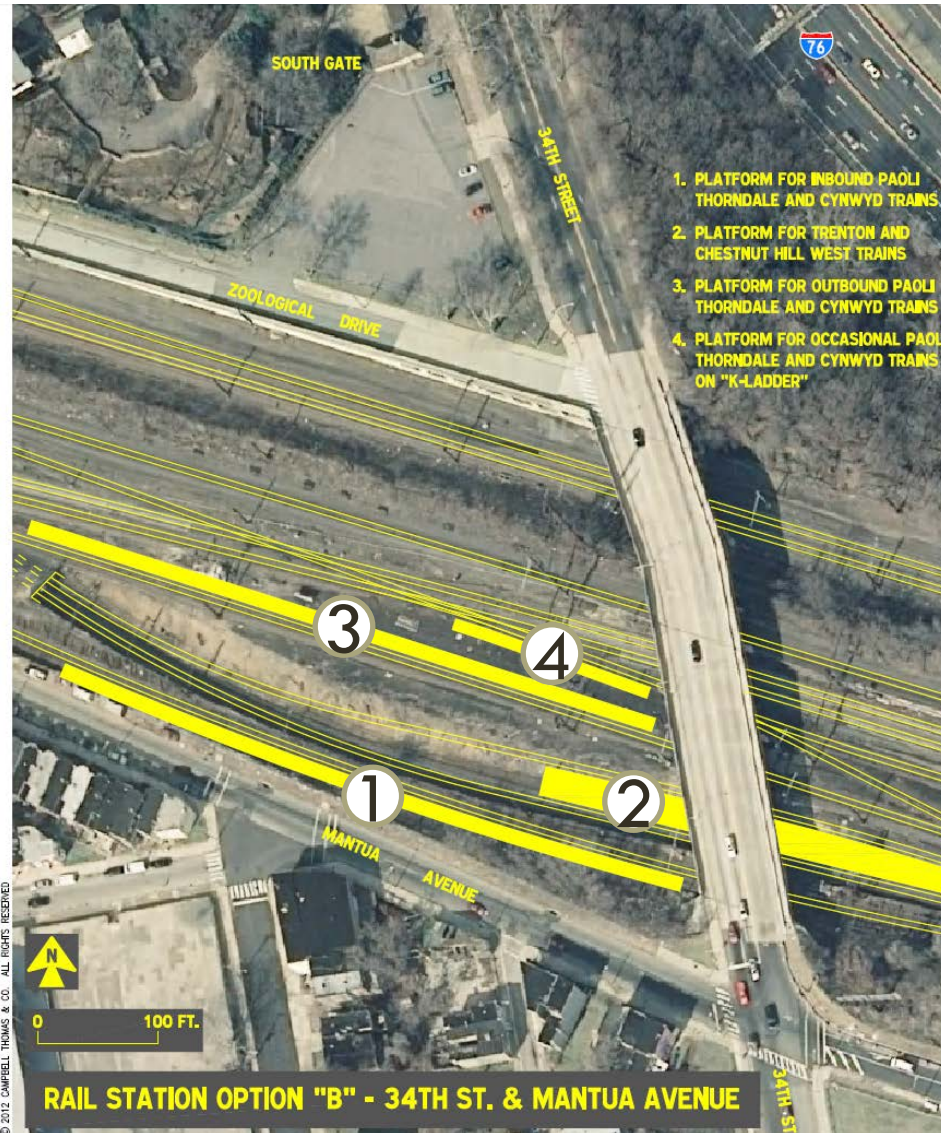 SOUTH GATE
76
34TH STREET
1. PLATFORM FOR INBOUND PAOLI
THORNDALE AND CYNWYD TRAINS
2. PLATFORM FOR TRENTON AND
CHESTNUT HILL WEST TRAINS
3. PLATFORM FOR OUTBOUND PAOLI
THORNDALE AND CYNWYD TRAINS
4. PLATFORM FOR OCCASIONAL PAOL
THORNDALE AND CYNWYD TRAINS
ON "K-LADDER"
ZOOLOGICAL DRIVE
3
4
1
2
MANTUA AVENUE
N
0 100 FT.
RAIL STATION OPTION "B" - 34TH ST. & MANTUA AVENUE
34TH ST
© 2012 CAMPBELL THOMAS & CO. ALL RIGHTS RESERVED